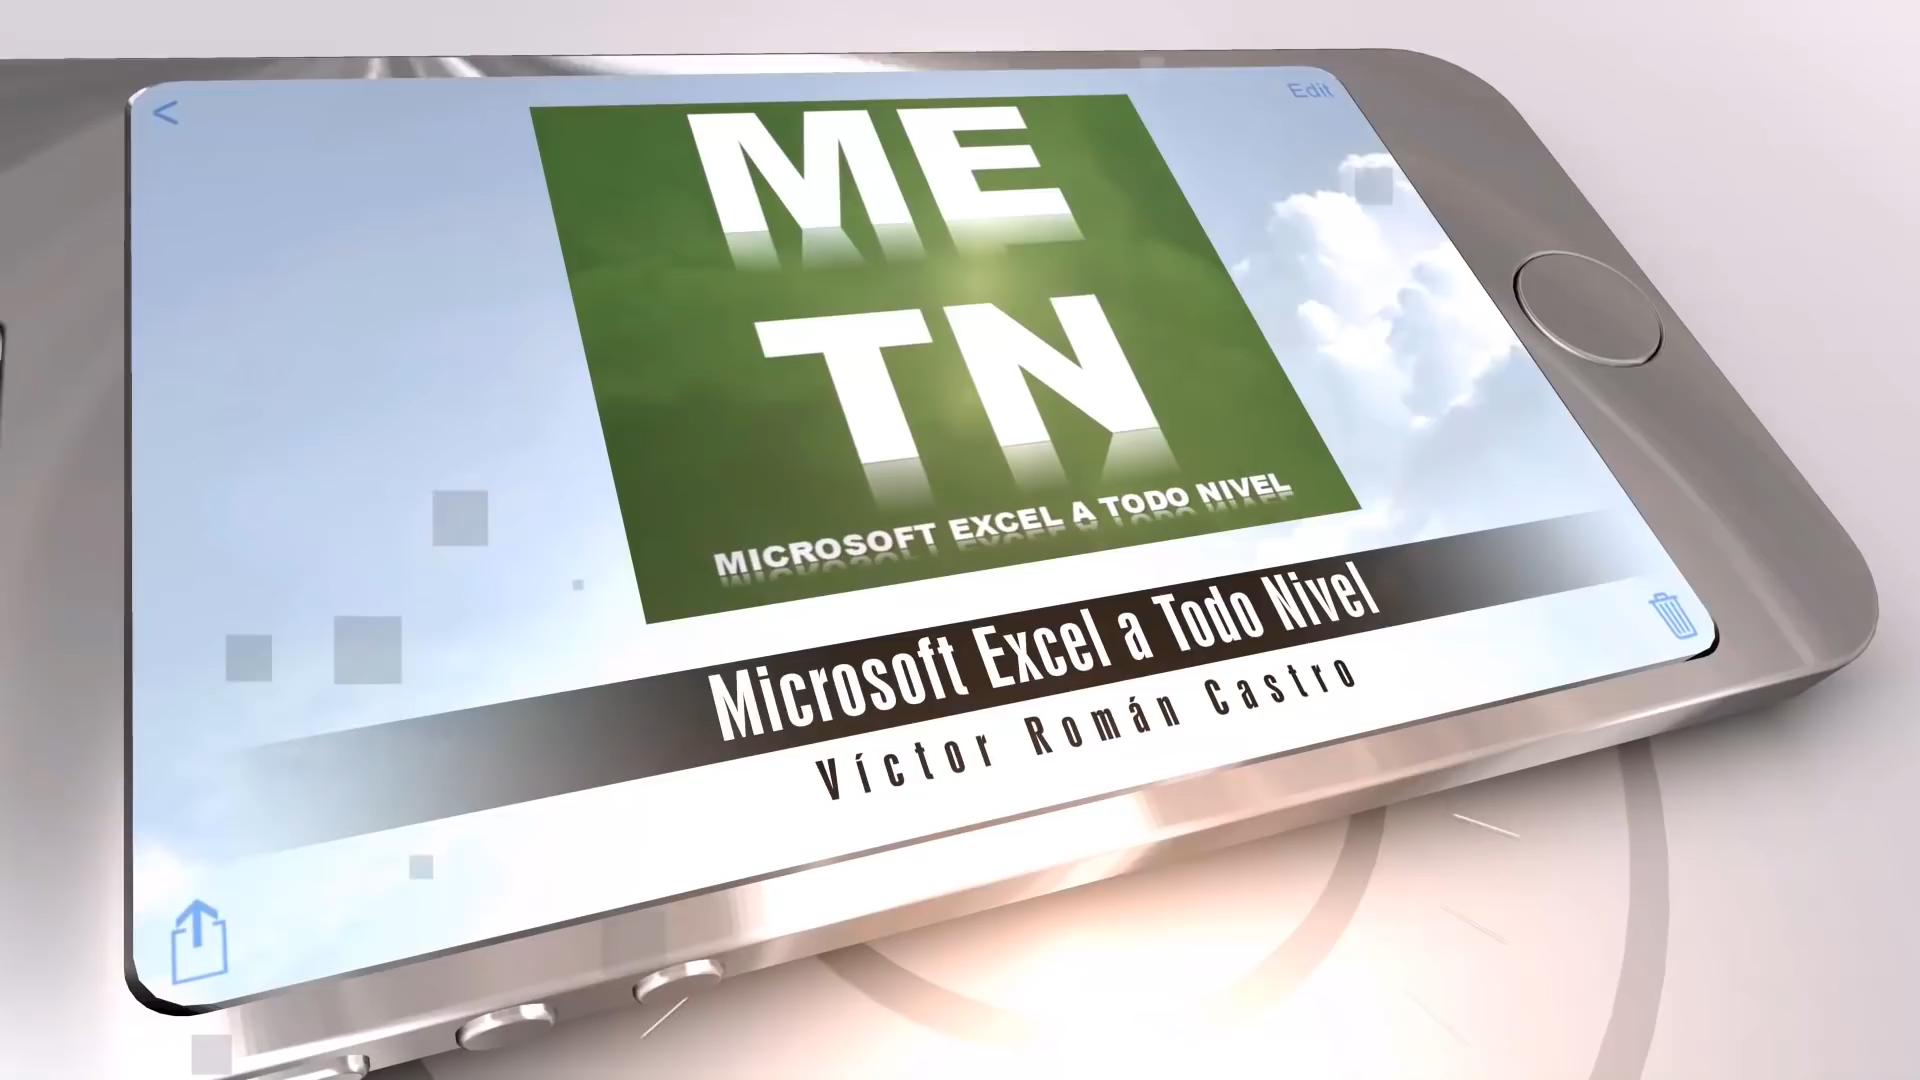 <
Edit
ME
TN
MICROSOFT EXCEL A TODO NIVEL
Microsoft Excel a Todo Nivel
Víctor Román Castro